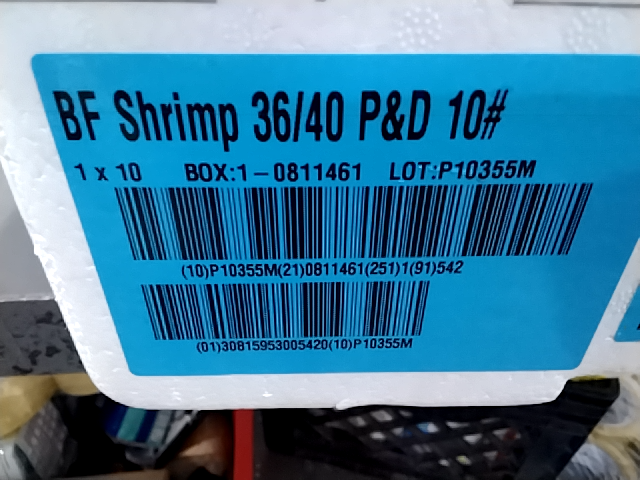 BF Shrimp 36/40 P&D 10#
1 x 10 BOX:1-0811461 LOT:P10355M
(10)P10355M(21)0811461(251)1(91)542
(01)30815953005420(10)P10355M